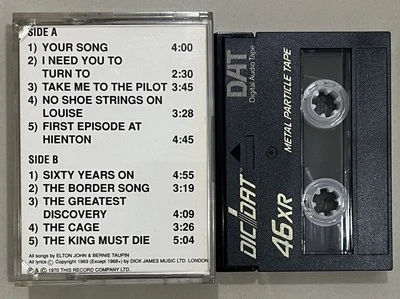 SIDE A
1) YOUR SONG 4:00
2) I NEED YOU TO
TURN TO 2:30
3) TAKE ME TO THE PILOT 3:45
4) NO SHOE STRINGS ON
LOUISE 3:28
5) FIRST EPISODE AT
HIENTON 4:45
SIDE B
1) SIXTY YEARS ON 4:55
2) THE BORDER SONG 3:19
3) THE GREATEST
DISCOVERY 4:09
4) THE CAGE 3:26
5) THE KING MUST DIE 5:04
All songs by ELTON JOHN & BERNIE TAUPIN
All lyrics © Copyright 1969 (Except 1968+) by DICK JAMES MUSIC LTD. LONDON
℗ & © 1970 THIS RECORD COMPANY LTD.
DAT
Digital Audio Tape
METAL PARTICLE TAPE
DIC/DAT
46XR